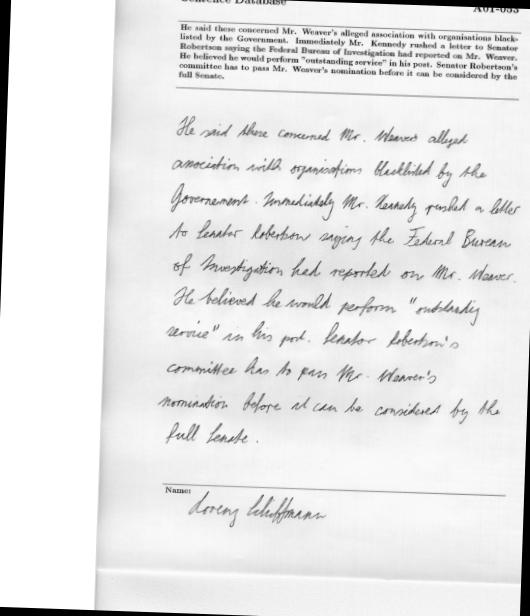 Sentence Database
A01-053
He said these concerned Mr. Weaver's alleged association with organisations black-
listed by the Government. Immediately Mr. Kennedy rushed a letter to Senator
Robertson saying the Federal Bureau of Investigation had reported on Mr. Weaver.
He believed he would perform "outstanding service" in his post. Senator Robertson's
committee has to pass Mr. Weaver's nomination before it can be considered by the
full Senate.
He said these concerned Mr. Weavers alleged
association with organisations blacklisted by the
Governement. Immediately Mr. Kennedy rushed a letter
to Senator Robertson saying the Federal Bureau
of Investigation had reported on Mr. Weaver.
He believed he would perform "outstanding
service" in his post. Senator Robertson's
committee has to pass Mr. Weaver's
nomination before it can be considered by the
full Senate.
Name: